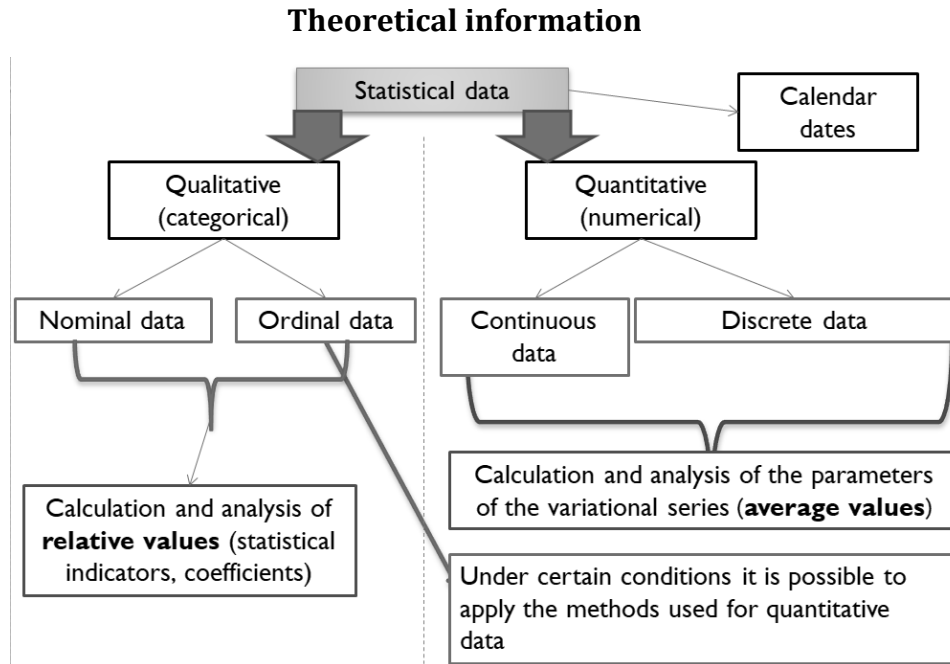 Theoretical information
Statistical data
Calendar
dates
Qualitative
(categorical)
Quantitative
(numerical)
Nominal data
Ordinal data
Continuous
data
Discrete data
Calculation and analysis of
relative values (statistical
indicators, coefficients)
Calculation and analysis of the parameters
of the variational series (average values)
Under certain conditions it is possible to
apply the methods used for quantitative
data